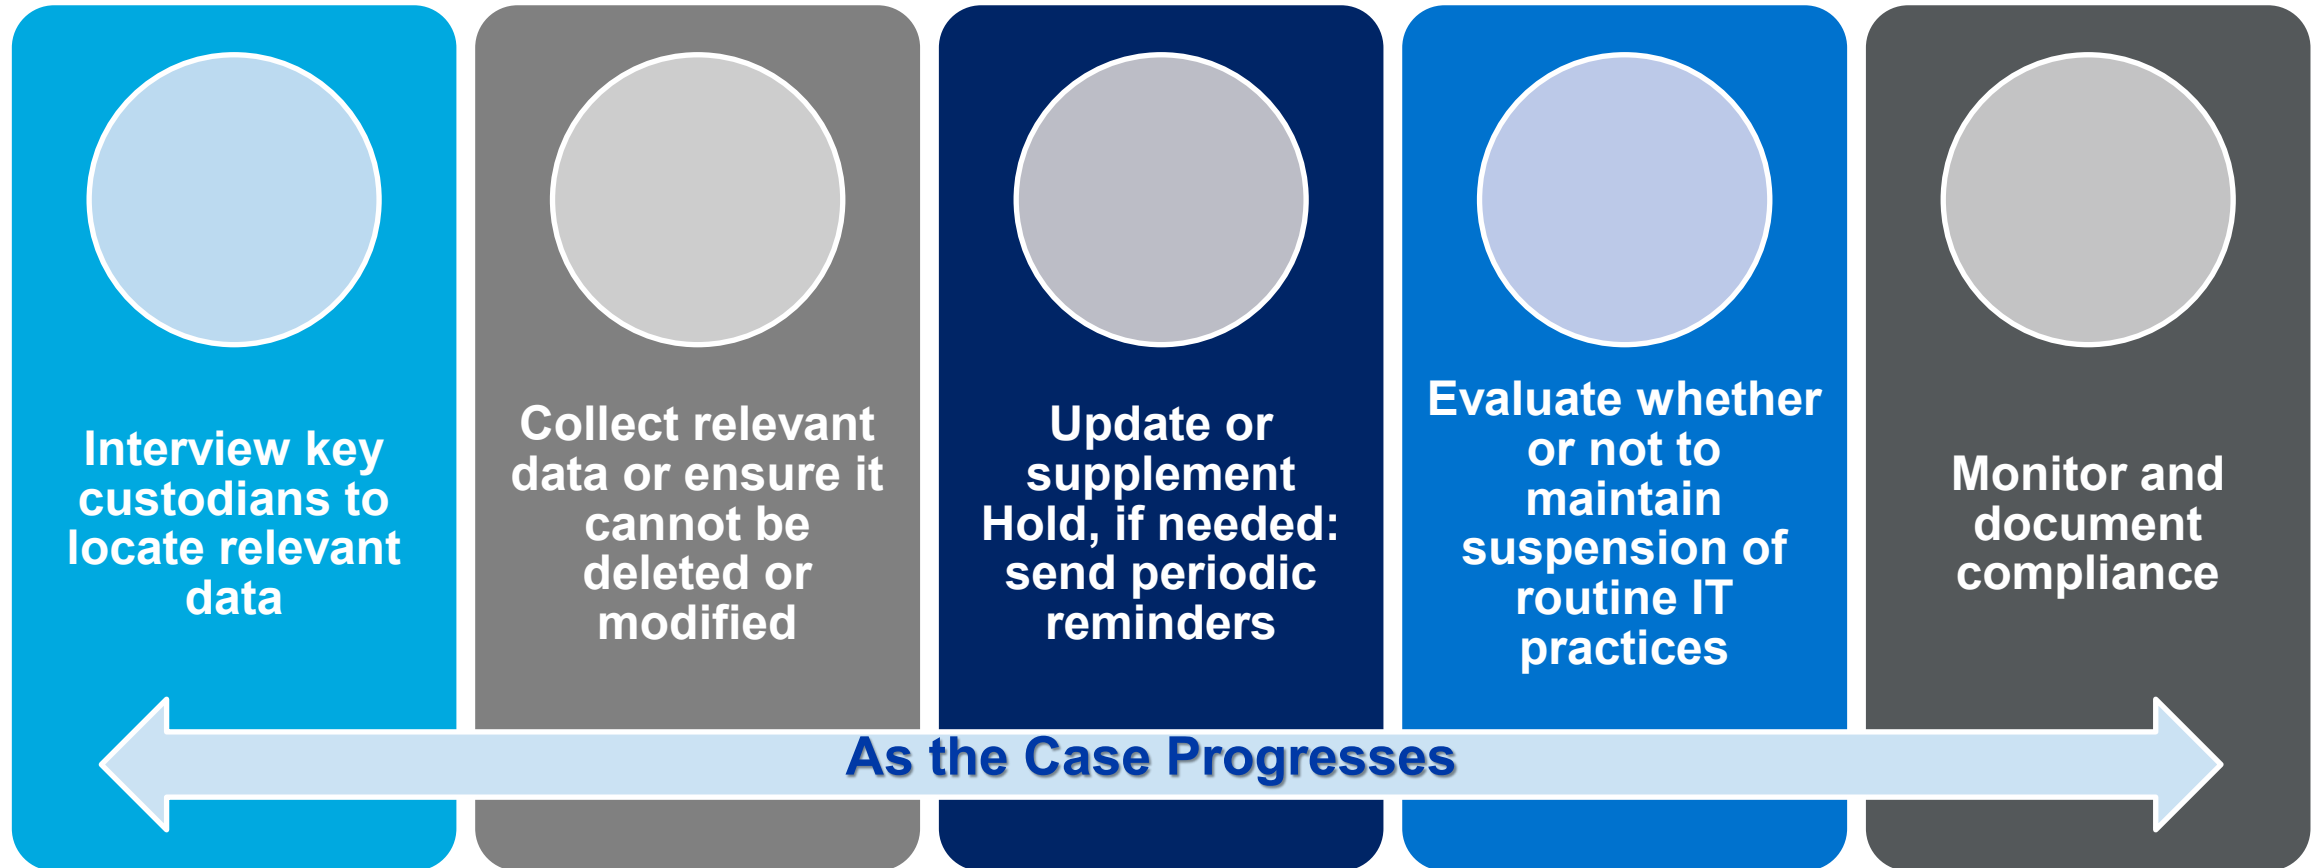 Interview key
custodians to
locate relevant
data
Collect relevant
data or ensure it
cannot be
deleted or
modified
Update or
supplement
Hold, if needed:
send periodic
reminders
Evaluate whether
or not to
maintain
suspension of
routine IT
practices
Monitor and
document
compliance
As the Case Progresses